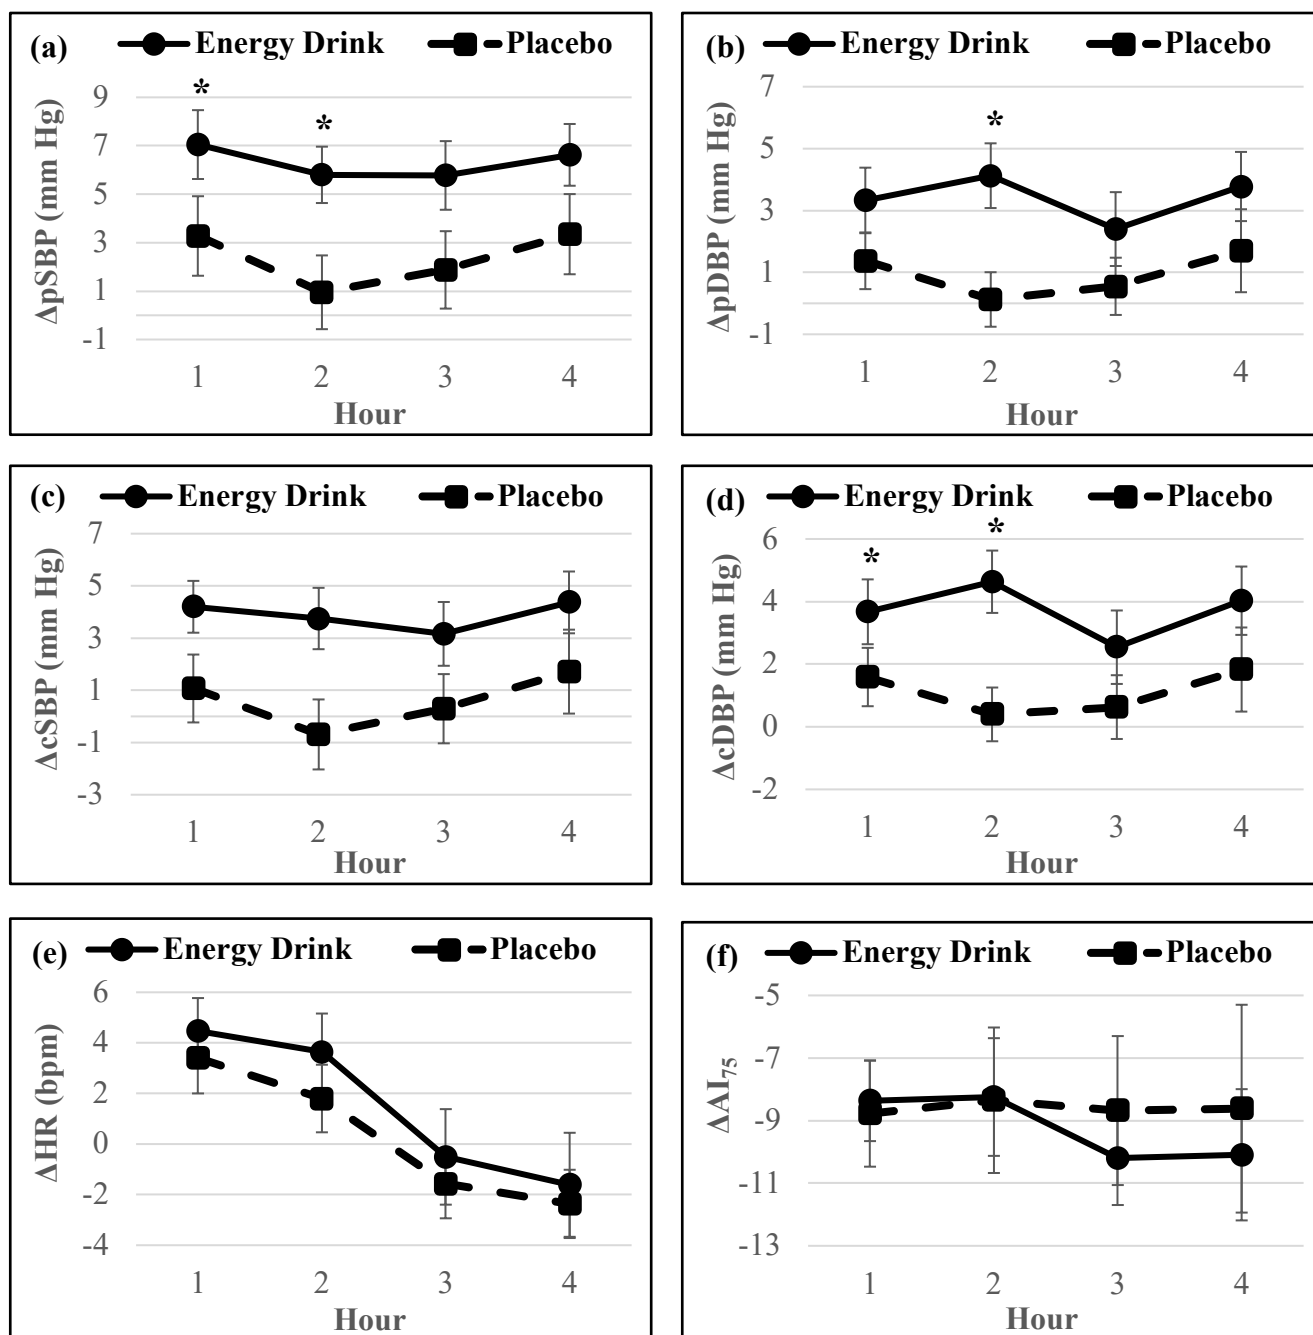 (a) Energy Drink Placebo
ΔpSBP (mm Hg)
9
7
5
3
1
-1
* *
1 2 3 4
Hour
(b) Energy Drink Placebo
ΔpDBP (mm Hg)
7
5
3
1
-1
*
1 2 3 4
Hour
(c) Energy Drink Placebo
ΔcSBP (mm Hg)
7
5
3
1
-1
-3
1 2 3 4
Hour
(d) Energy Drink Placebo
ΔcDBP (mm Hg)
6
4
2
0
-2
* *
1 2 3 4
Hour
(e) Energy Drink Placebo
ΔHR (bpm)
6
4
2
0
-2
-4
1 2 3 4
Hour
(f) Energy Drink Placebo
ΔAI₇₅
-5
-7
-9
-11
-13
1 2 3 4
Hour